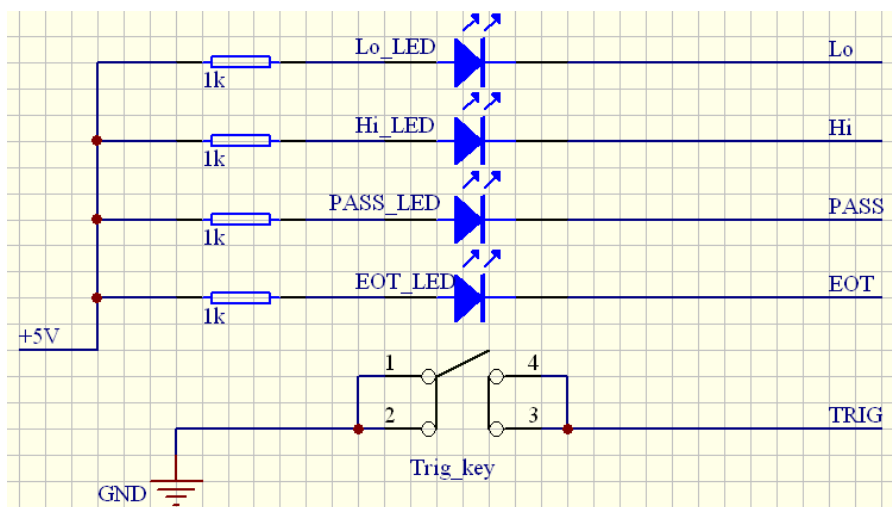 Lo_LED
Lo
1k
Hi_LED
Hi
1k
PASS_LED
PASS
1k
EOT_LED
EOT
1k
+5V
1
4
2
3
TRIG
Trig_key
GND